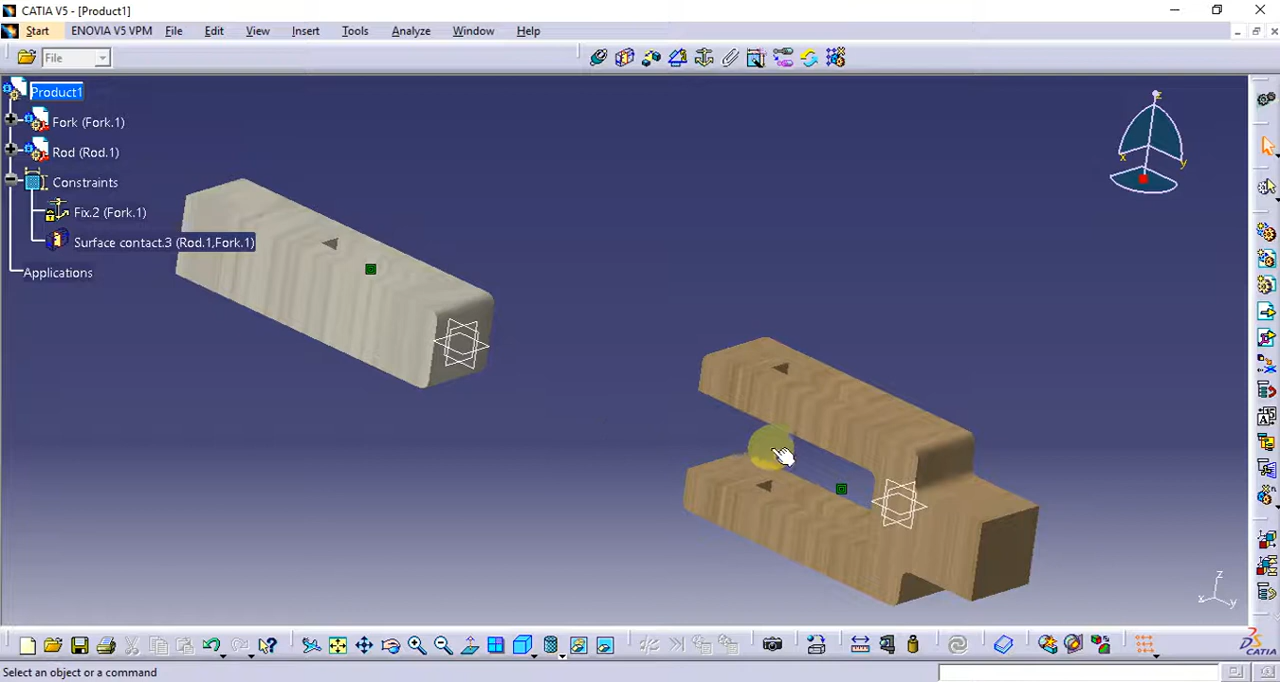 CATIA V5 - [Product1]
Start ENOVIA V5 VPM File Edit View Insert Tools Analyze Window Help
File
Product1
Fork (Fork.1)
Rod (Rod.1)
Constraints
Fix.2 (Fork.1)
Surface contact.3 (Rod.1,Fork.1)
Applications
z
x
y
z
x
y
CATIA
Select an object or a command